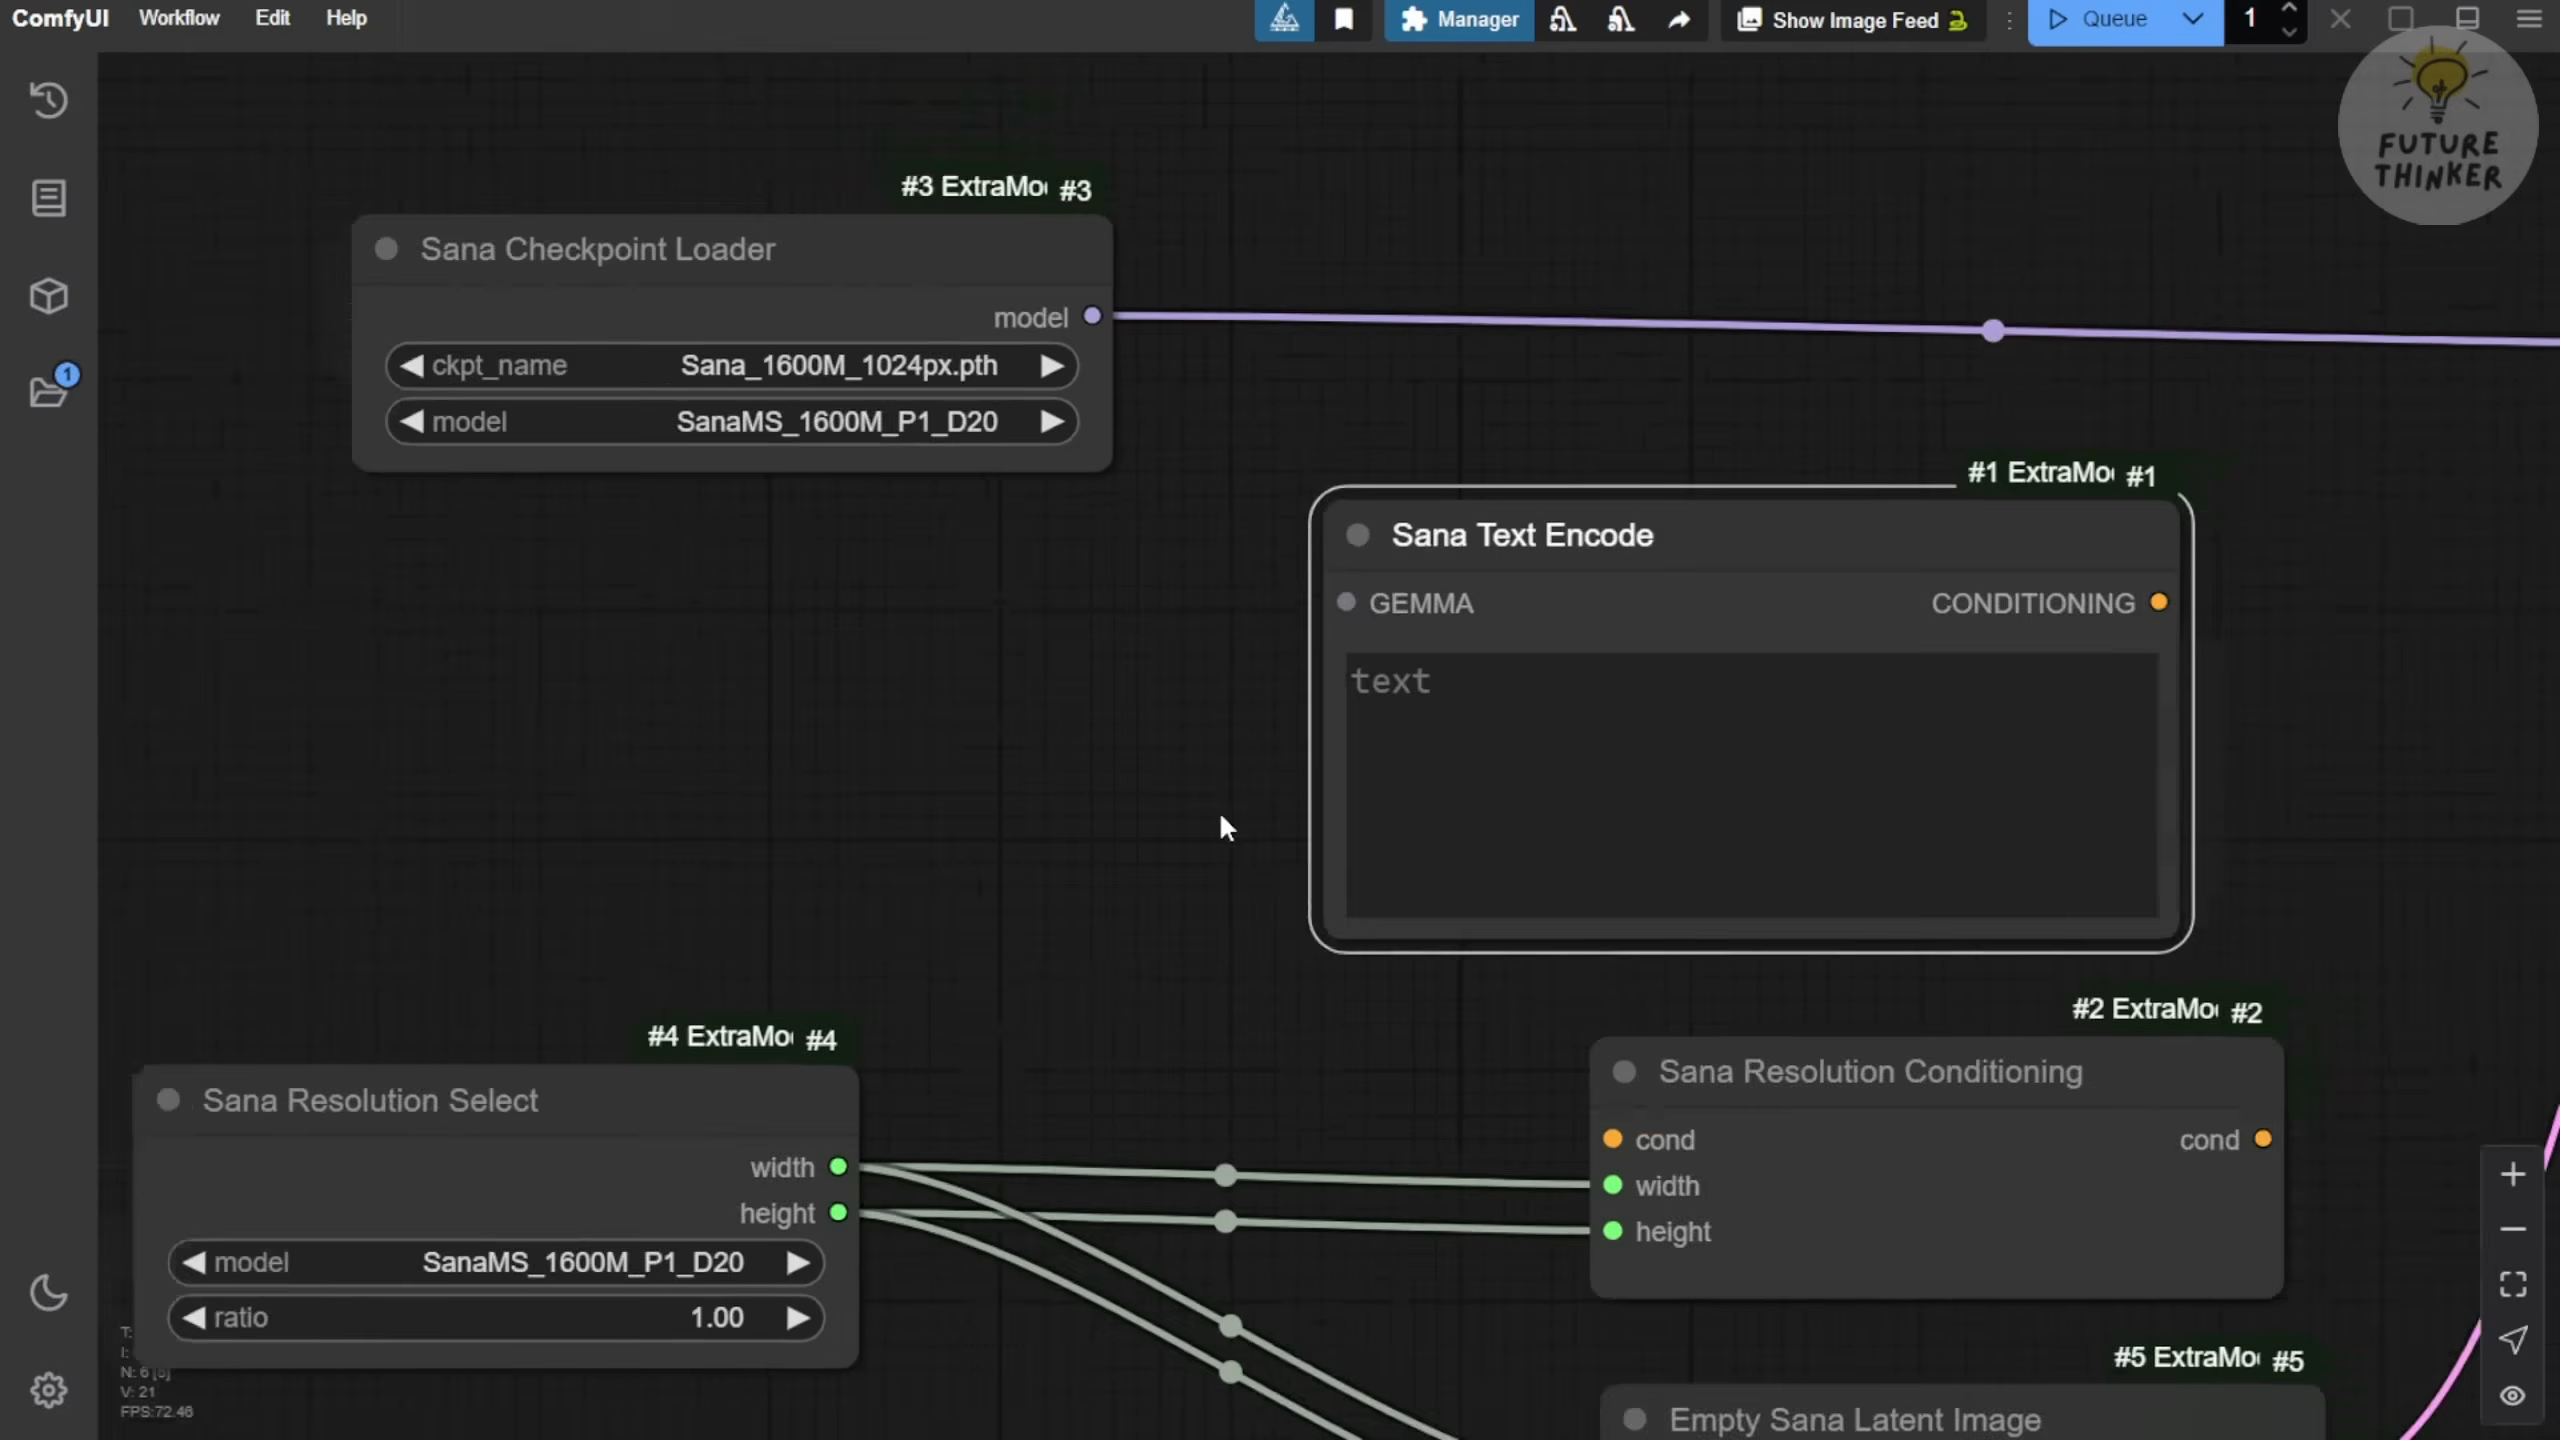 ComfyUI Workflow Edit Help
Manager Show Image Feed Queue 1
FUTURE
THINKER
1
#3 ExtraMo #3
Sana Checkpoint Loader
model
ckpt_name Sana_1600M_1024px.pth
model SanaMS_1600M_P1_D20
#1 ExtraMo #1
Sana Text Encode
GEMMA CONDITIONING
text
#2 ExtraMo #2
Sana Resolution Conditioning
cond cond
width
height
#4 ExtraMo #4
Sana Resolution Select
width
height
model SanaMS_1600M_P1_D20
ratio 1.00
T:
I:
N: 6
V: 21
FPS:72.46
#5 ExtraMo #5
Empty Sana Latent Image